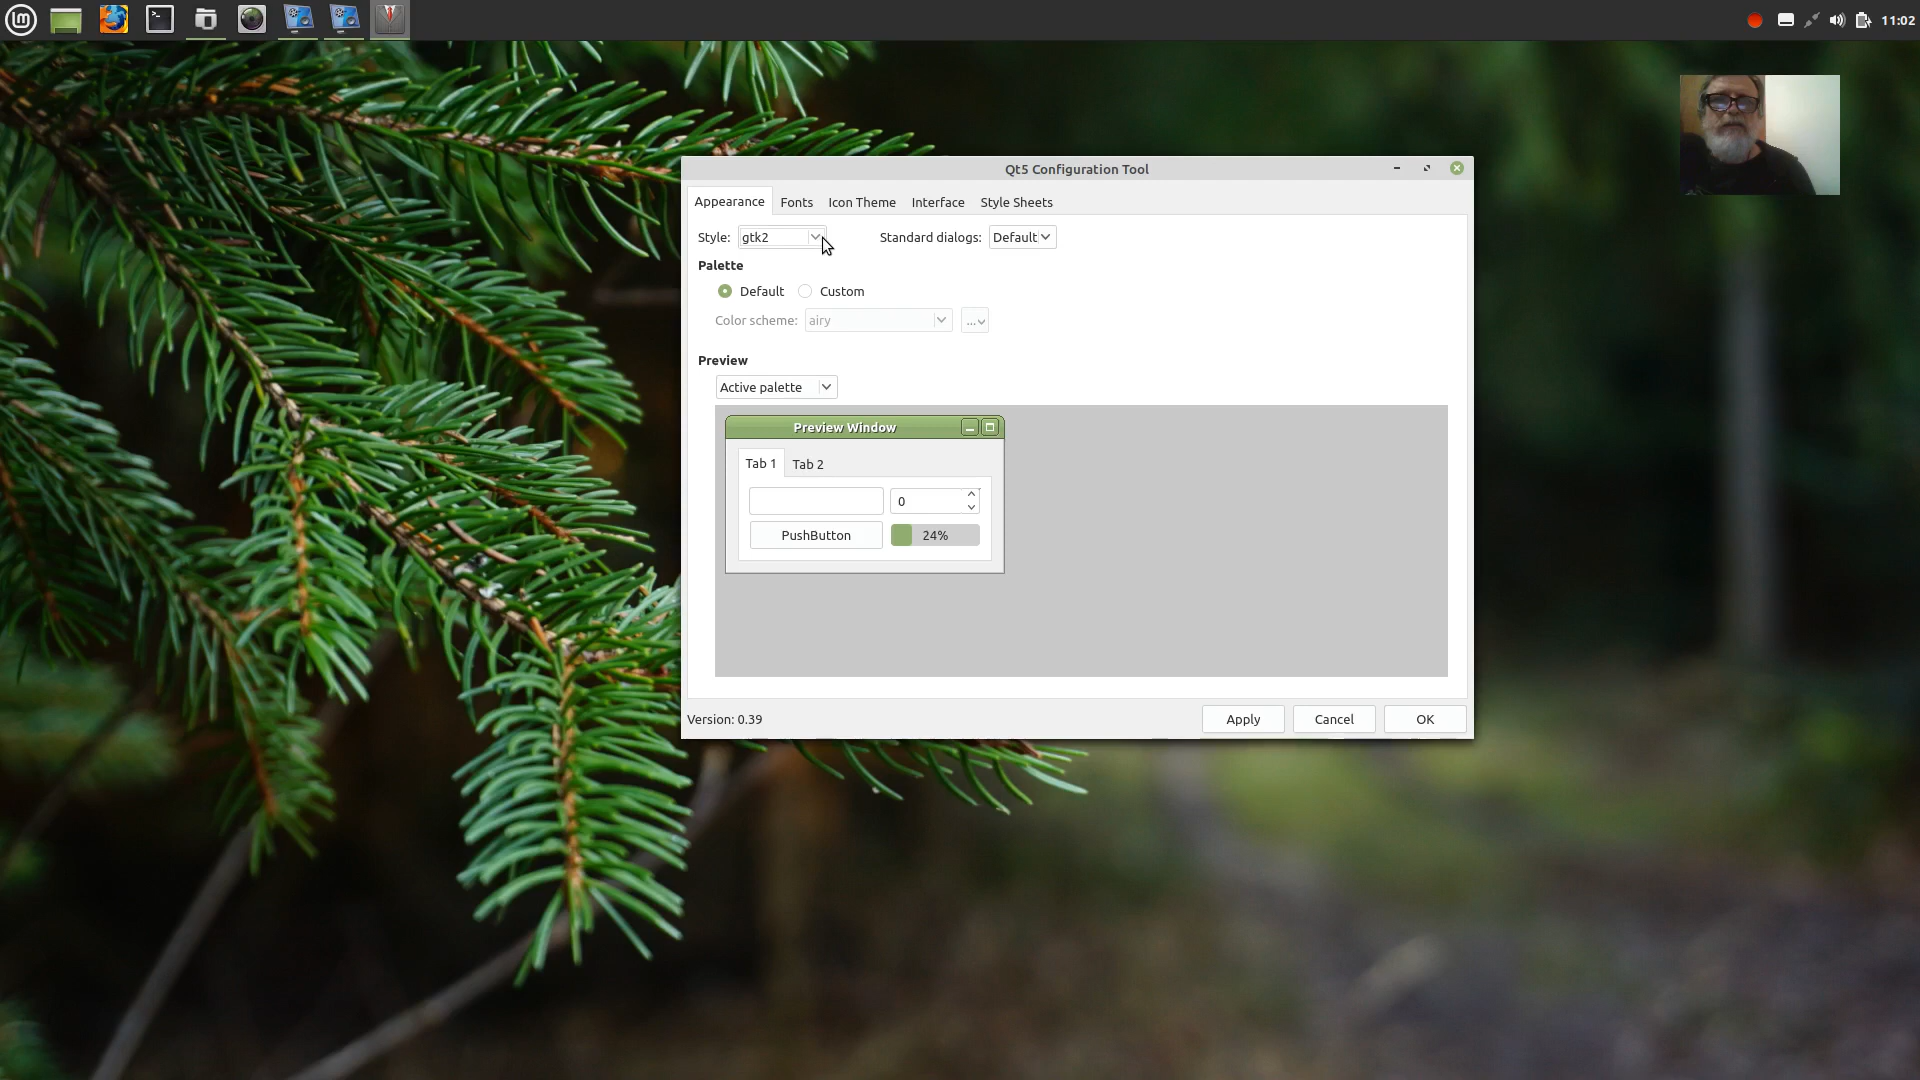 11:02
Qt5 Configuration Tool
Appearance Fonts Icon Theme Interface Style Sheets
Style: gtk2 Standard dialogs: Default
Palette
Default Custom
Color scheme: airy ...
Preview
Active palette
Preview Window
Tab 1 Tab 2
0
PushButton 24%
Version: 0.39 Apply Cancel OK